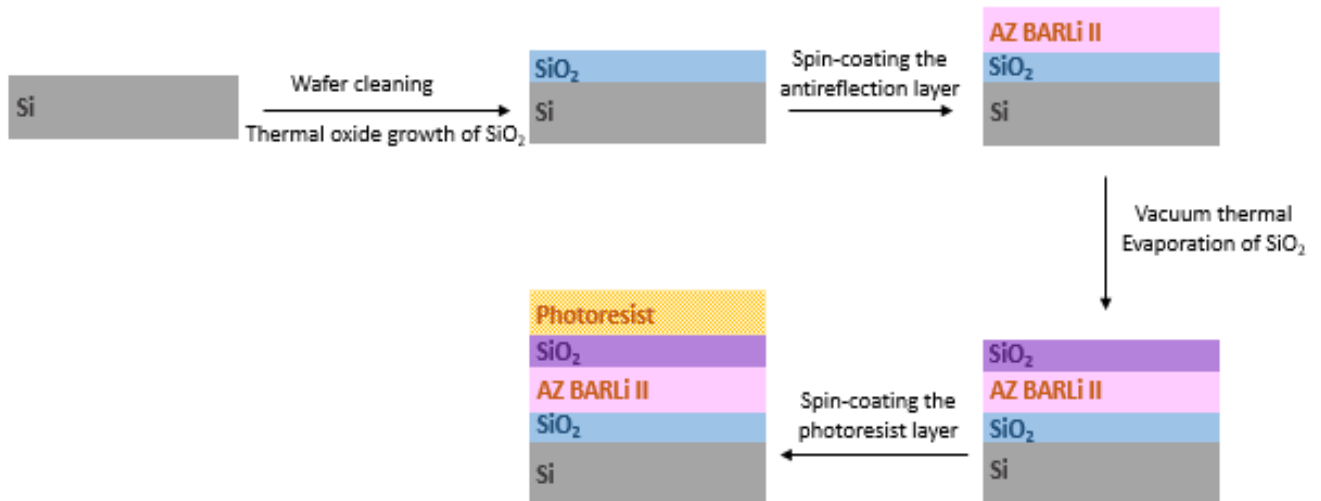 Si
Wafer cleaning
Thermal oxide growth of SiO₂
SiO₂
Si
Spin-coating the
antireflection layer
AZ BARLi II
SiO₂
Si
Vacuum thermal
Evaporation of SiO₂
SiO₂
AZ BARLi II
SiO₂
Si
Spin-coating the
photoresist layer
Photoresist
SiO₂
AZ BARLi II
SiO₂
Si